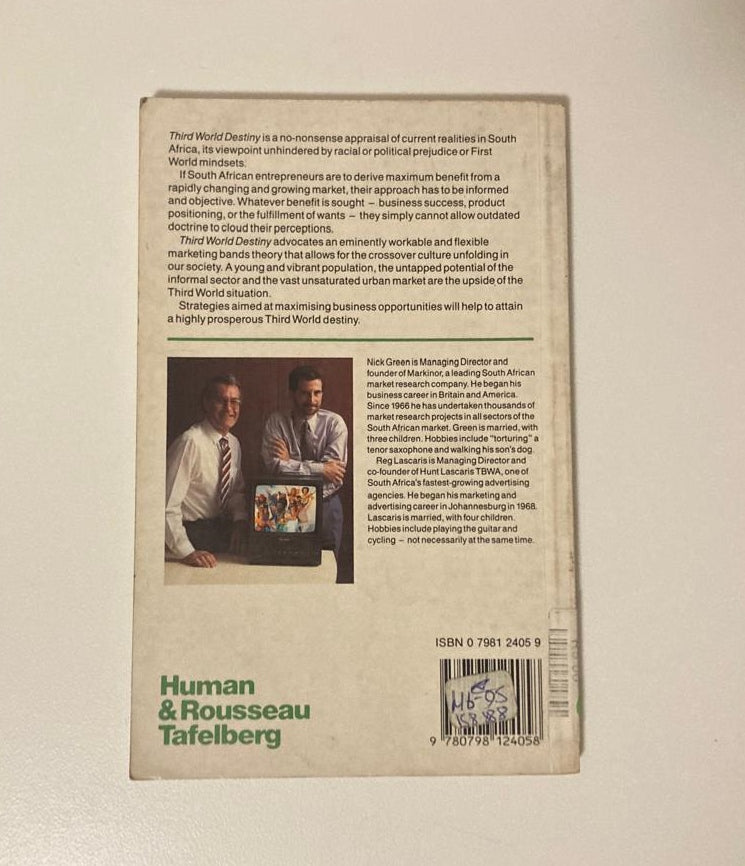 Third World Destiny is a no-nonsense appraisal of current realities in South
Africa, its viewpoint unhindered by racial or political prejudice or First
World mindsets.
If South African entrepreneurs are to derive maximum benefit from a
rapidly changing and growing market, their approach has to be informed
and objective. Whatever benefit is sought – business success, product
positioning, or the fulfillment of wants – they simply cannot allow outdated
doctrine to cloud their perceptions.
Third World Destiny advocates an eminently workable and flexible
marketing bands theory that allows for the crossover culture unfolding in
our society. A young and vibrant population, the untapped potential of the
informal sector and the vast unsaturated urban market are the upside of the
Third World situation.
Strategies aimed at maximising business opportunities will help to attain
a highly prosperous Third World destiny.
Nick Green is Managing Director and
founder of Markinor, a leading South African
market research company. He began his
business career in Britain and America.
Since 1966 he has undertaken thousands of
market research projects in all sectors of the
South African market. Green is married, with
three children. Hobbies include "torturing" a
tenor saxophone and walking his son's dog.
Reg Lascaris is Managing Director and
co-founder of Hunt Lascaris TBWA, one of
South Africa's fastest-growing advertising
agencies. He began his marketing and
advertising career in Johannesburg in 1968.
Lascaris is married, with four children.
Hobbies include playing the guitar and
cycling – not necessarily at the same time.
ISBN 0 7981 2405 9
9 780798 124058
Human
& Rousseau
Tafelberg